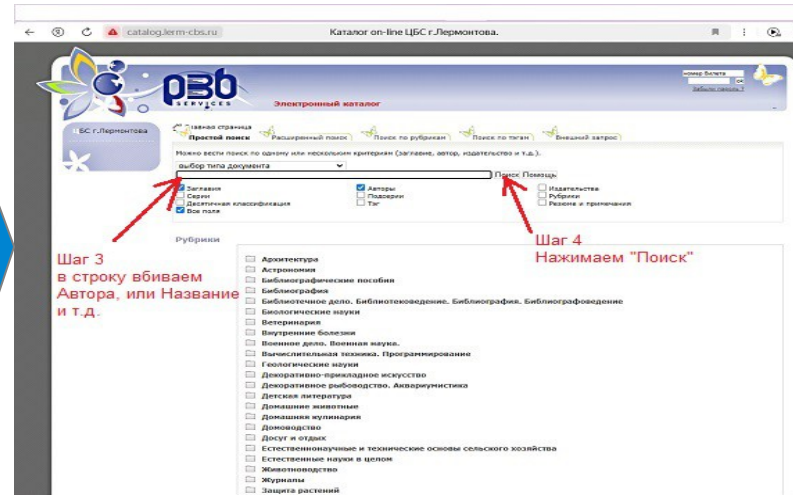 catalog.lerm-cbs.ru
Каталог on-line ЦБС г.Лермонтова.
PMB
SERVICES
Электронный каталог
номер билета
ok
Забыли пароль ?
ЦБС г.Лермонтова
Главная страница
Простой поиск
Расширенный поиск
Поиск по рубрикам
Поиск по тэгам
Внешний запрос
Можно вести поиск по одному или нескольким критериям (заглавие, автор, издательство и т.д.).
выбор типа документа
Поиск Помощь
Заглавия
Авторы
Издательства
Серии
Подсерии
Рубрики
Десятичная классификация
Тэг
Резюме и примечания
Все поля
Рубрики
Шаг 3
в строку вбиваем
Автора, или Название
и т.д.
Шаг 4
Нажимаем "Поиск"
Архитектура
Астрономия
Библиографические пособия
Библиография
Библиотечное дело. Библиотековедение. Библиография. Библиографоведение
Биологические науки
Ветеринария
Внутренние болезни
Военное дело. Военная наука.
Вычислительная техника. Программирование
Геологические науки
Декоративно-прикладное искусство
Декоративное рыбоводство. Аквариумистика
Детская литература
Домашние животные
Домашняя кулинария
Домоводство
Досуг и отдых
Естественнонаучные и технические основы сельского хозяйства
Естественные науки в целом
Животноводство
Журналы
Защита растений